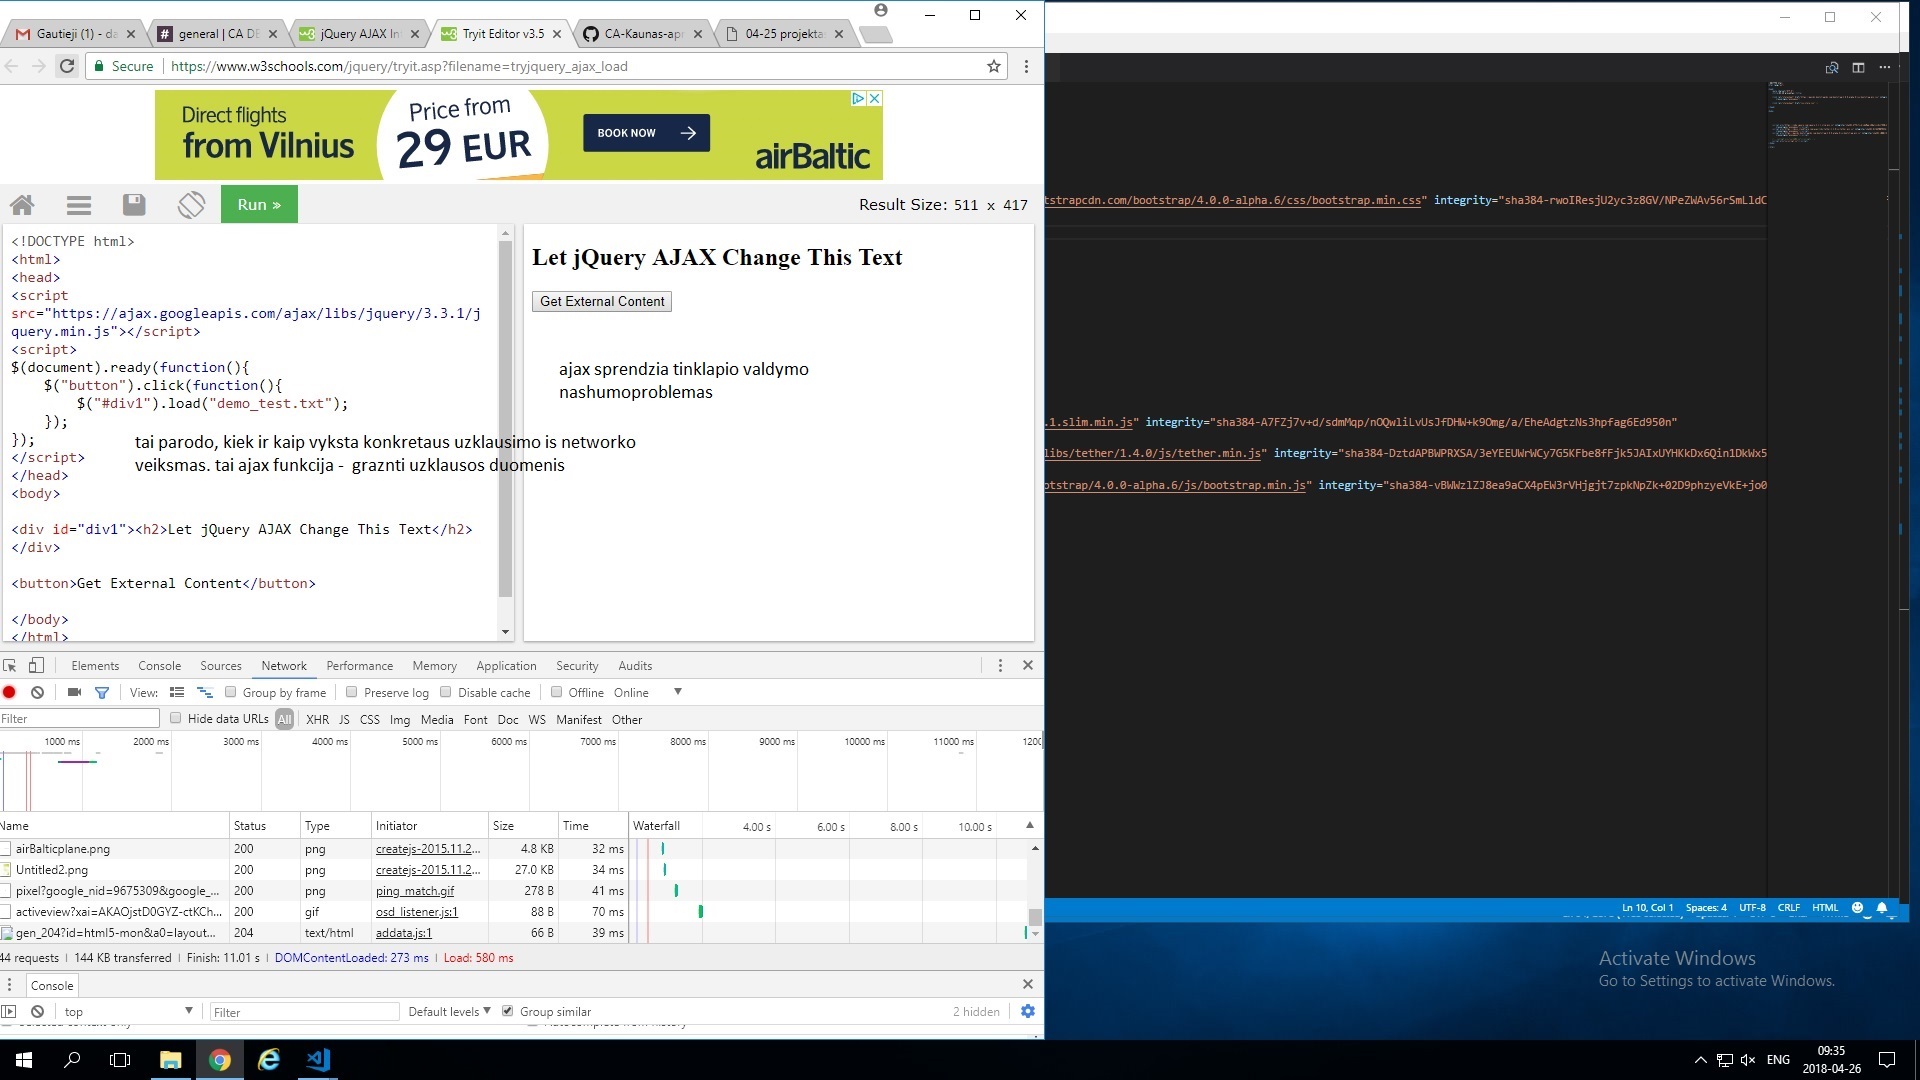 Gautieji (1) - da
general | CA DE
jQuery AJAX Int
Tryit Editor v3.5
CA-Kaunas-apr
04-25 projektas
Secure
https://www.w3schools.com/jquery/tryit.asp?filename=tryjquery_ajax_load
Direct flights
from Vilnius
Price from
29 EUR
BOOK NOW
airBaltic
Run »
Result Size: 511 x 417
<!DOCTYPE html>
<html>
<head>
<script
src="https://ajax.googleapis.com/ajax/libs/jquery/3.3.1/j
query.min.js"></script>
<script>
$(document).ready(function(){
$("button").click(function(){
$("#div1").load("demo_test.txt");
});
});
</script>
</head>
<body>
<div id="div1"><h2>Let jQuery AJAX Change This Text</h2>
</div>
<button>Get External Content</button>
</body>
</html>
Let jQuery AJAX Change This Text
Get External Content
ajax sprendzia tinklapio valdymo
nashumoproblemas
tai parodo, kiek ir kaip vyksta konkretaus uzklausimo is networko
veiksmas. tai ajax funkcija - graznti uzklausos duomenis
tstrapcdn.com/bootstrap/4.0.0-alpha.6/css/bootstrap.min.css" integrity="sha384-rwoIResjU2yc3z8GV/NPeZWAv56rSmLldC
.1.slim.min.js" integrity="sha384-A7FZj7v+d/sdmMqp/nOQwliLvUsJfDHW+k9Omg/a/EheAdgtzNs3hpfag6Ed950n"
libs/tether/1.4.0/js/tether.min.js" integrity="sha384-DztdAPBWPRXSA/3eYEEUWrWCy7G5KFbe8fFjk5JAIxUYHKkDx6Qin1DkWx5
otstrap/4.0.0-alpha.6/js/bootstrap.min.js" integrity="sha384-vBWWzlZJ8ea9aCX4pEW3rVHjgjt7zpkNpZk+02D9phzyeVkE+jo0
Elements Console Sources Network Performance Memory Application Security Audits
View: Group by frame Preserve log Disable cache Offline Online
Filter Hide data URLs All XHR JS CSS Img Media Font Doc WS Manifest Other
1000 ms 2000 ms 3000 ms 4000 ms 5000 ms 6000 ms 7000 ms 8000 ms 9000 ms 10000 ms 11000 ms 1200
Name Status Type Initiator Size Time Waterfall 4.00 s 6.00 s 8.00 s 10.00 s
airBalticplane.png 200 png createjs-2015.11.2... 4.8 KB 32 ms
Untitled2.png 200 png createjs-2015.11.2... 27.0 KB 34 ms
pixel?google_nid=9675309&google_... 200 png ping_match.gif 278 B 41 ms
activeview?xai=AKAOjstD0GYZ-ctKCh... 200 gif osd_listener.js:1 88 B 70 ms
gen_204?id=html5-mon&a0=layout... 204 text/html addata.js:1 66 B 39 ms
44 requests | 144 KB transferred | Finish: 11.01 s | DOMContentLoaded: 273 ms | Load: 580 ms
Console
top Filter Default levels Group similar 2 hidden
Ln 10, Col 1 Spaces: 4 UTF-8 CRLF HTML
Activate Windows
Go to Settings to activate Windows.
ENG
09:35
2018-04-26